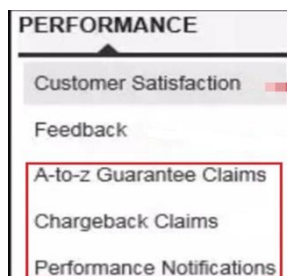 PERFORMANCE
Customer Satisfaction
Feedback
A-to-z Guarantee Claims
Chargeback Claims
Performance Notifications